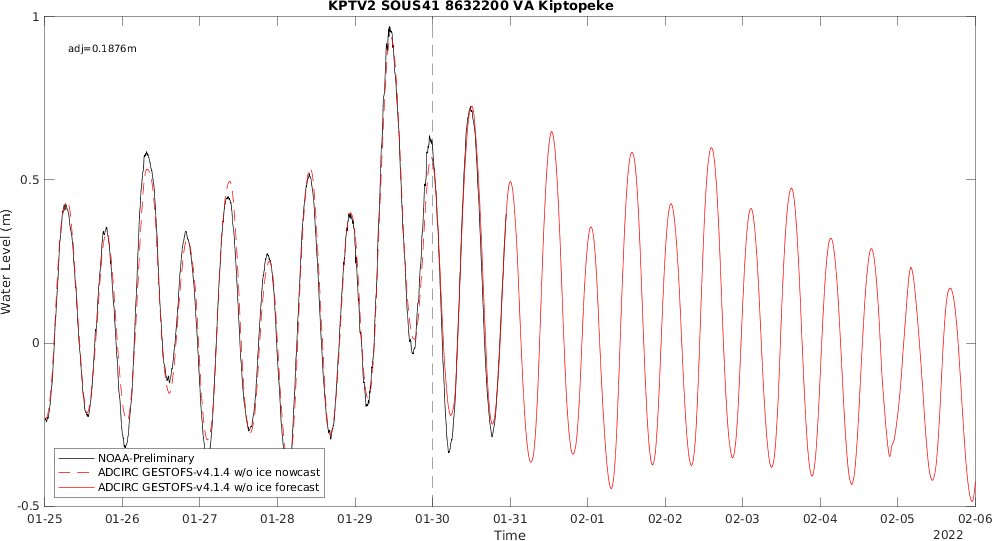 KPTV2 SOUS41 8632200 VA Kiptopeke
adj=0.1876m
1
0.5
0
-0.5
Water Level (m)
NOAA-Preliminary
ADCIRC GESTOFS-v4.1.4 w/o ice nowcast
ADCIRC GESTOFS-v4.1.4 w/o ice forecast
01-25 01-26 01-27 01-28 01-29 01-30 01-31 02-01 02-02 02-03 02-04 02-05 02-06
Time
2022